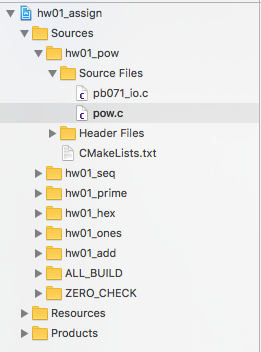 hw01_assign
Sources
hw01_pow
Source Files
pb071_io.c
pow.c
Header Files
CMakeLists.txt
hw01_seq
hw01_prime
hw01_hex
hw01_ones
hw01_add
ALL_BUILD
ZERO_CHECK
Resources
Products